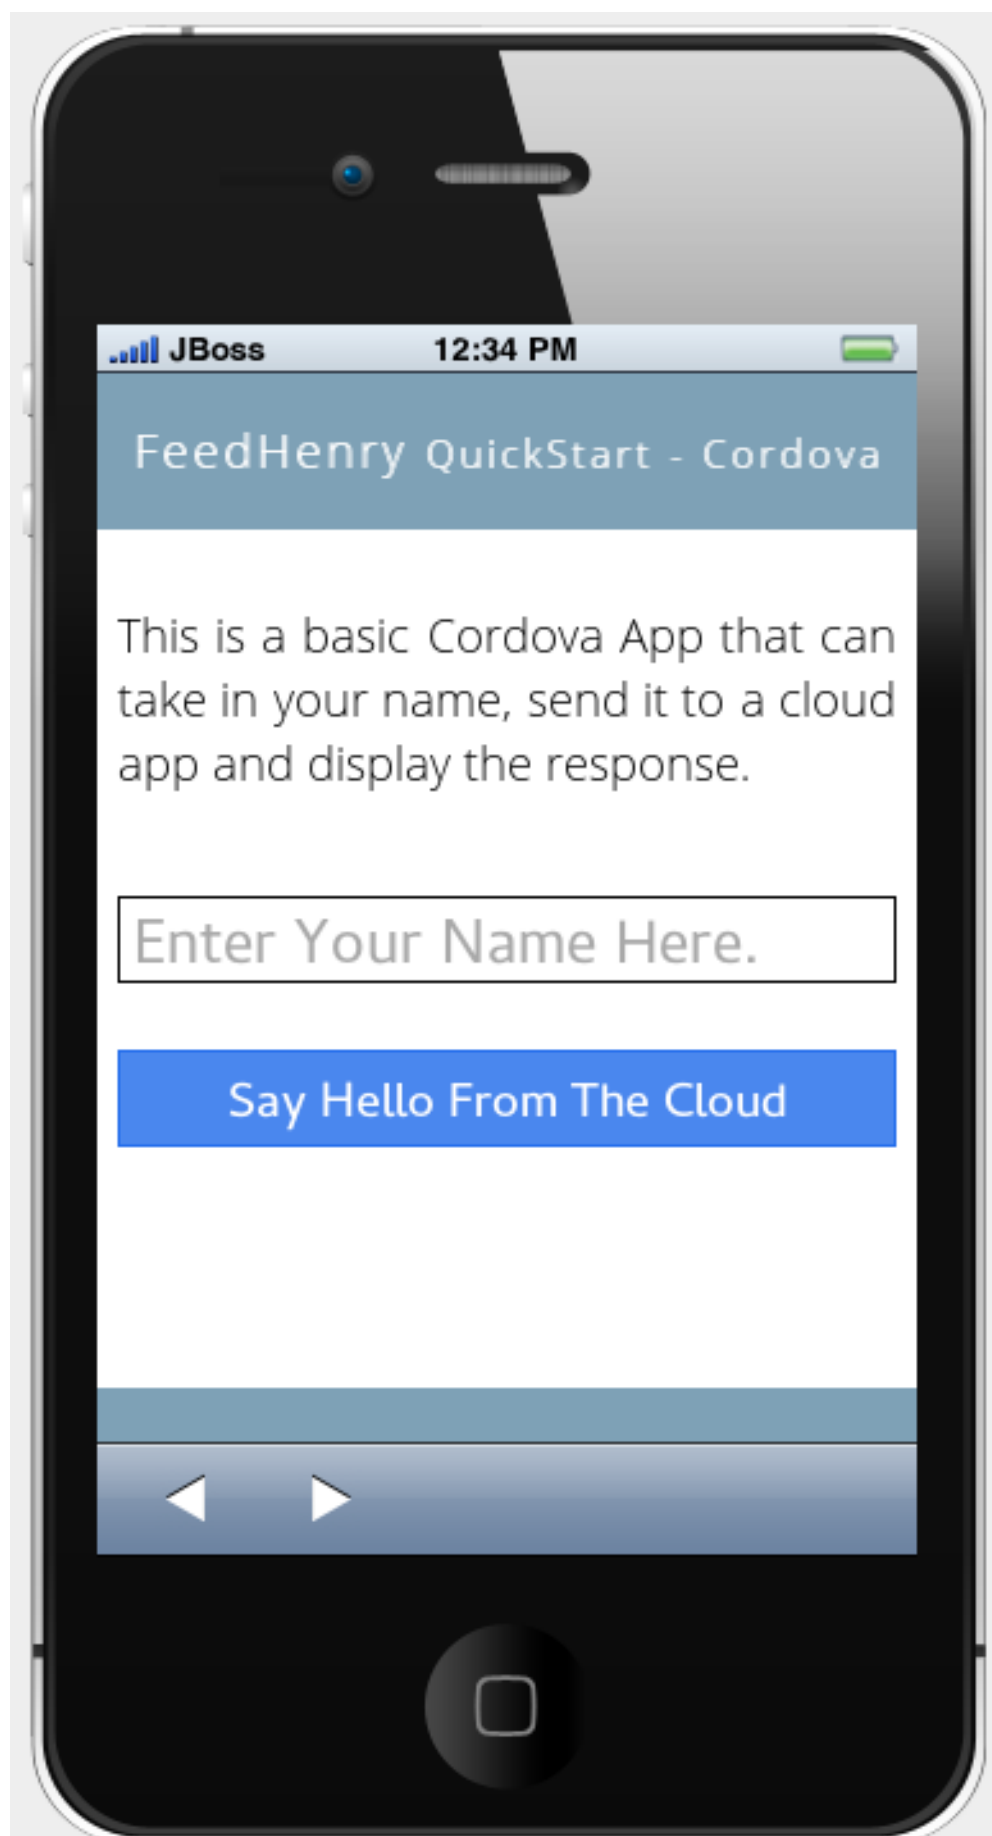 JBoss 12:34 PM
FeedHenry QuickStart - Cordova
This is a basic Cordova App that can
take in your name, send it to a cloud
app and display the response.
Enter Your Name Here.
Say Hello From The Cloud